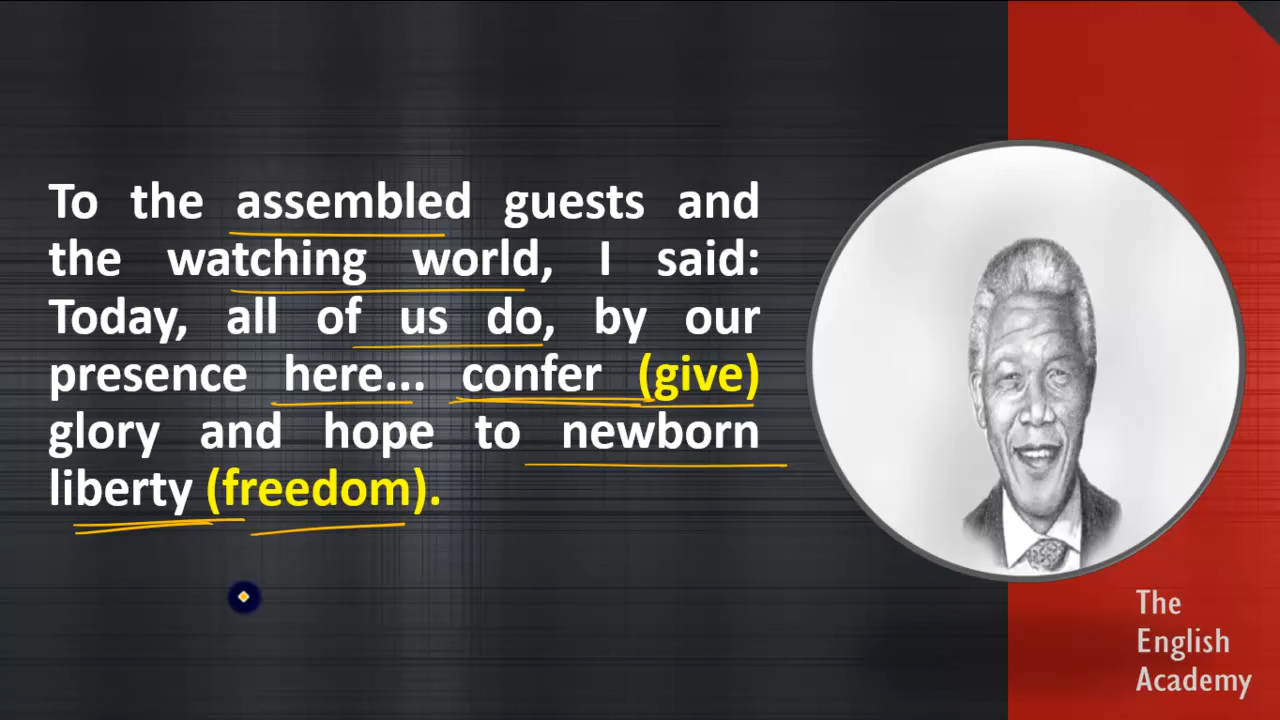 To the assembled guests and
the watching world, I said:
Today, all of us do, by our
presence here... confer (give)
glory and hope to newborn
liberty (freedom).
The
English
Academy